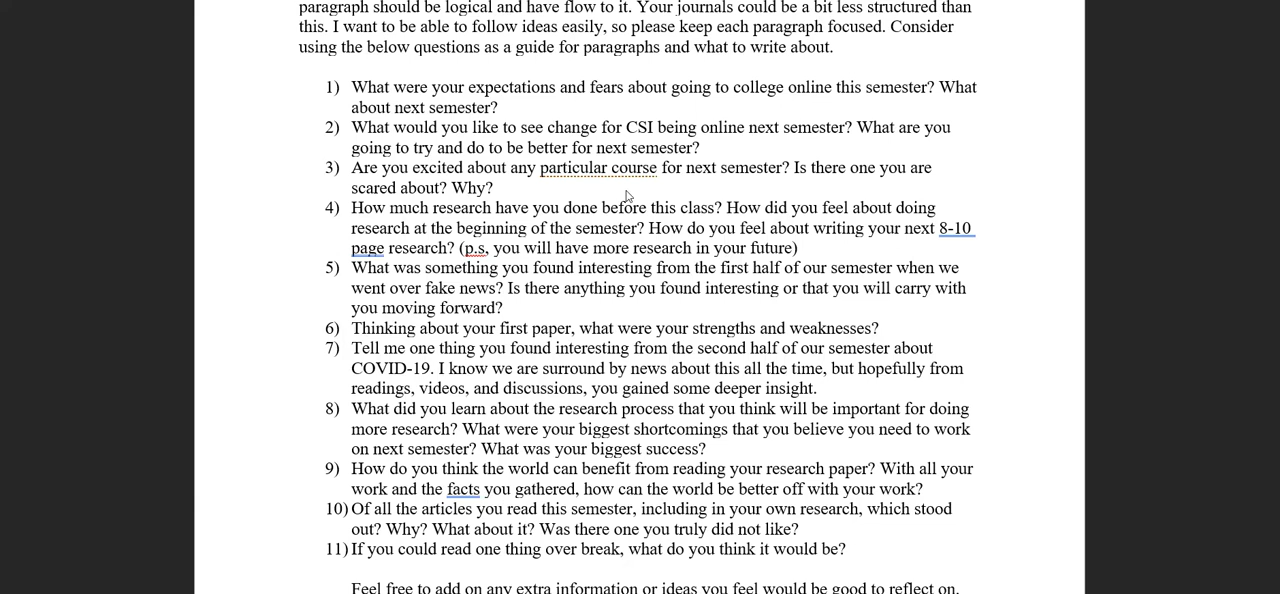 paragraph should be logical and have flow to it. Your journals could be a bit less structured than
this. I want to be able to follow ideas easily, so please keep each paragraph focused. Consider
using the below questions as a guide for paragraphs and what to write about.
1) What were your expectations and fears about going to college online this semester? What
about next semester?
2) What would you like to see change for CSI being online next semester? What are you
going to try and do to be better for next semester?
3) Are you excited about any particular course for next semester? Is there one you are
scared about? Why?
4) How much research have you done before this class? How did you feel about doing
research at the beginning of the semester? How do you feel about writing your next 8-10
page research? (p.s, you will have more research in your future)
5) What was something you found interesting from the first half of our semester when we
went over fake news? Is there anything you found interesting or that you will carry with
you moving forward?
6) Thinking about your first paper, what were your strengths and weaknesses?
7) Tell me one thing you found interesting from the second half of our semester about
COVID-19. I know we are surround by news about this all the time, but hopefully from
readings, videos, and discussions, you gained some deeper insight.
8) What did you learn about the research process that you think will be important for doing
more research? What were your biggest shortcomings that you believe you need to work
on next semester? What was your biggest success?
9) How do you think the world can benefit from reading your research paper? With all your
work and the facts you gathered, how can the world be better off with your work?
10) Of all the articles you read this semester, including in your own research, which stood
out? Why? What about it? Was there one you truly did not like?
11) If you could read one thing over break, what do you think it would be?
Feel free to add on any extra information or ideas you feel would be good to reflect on.